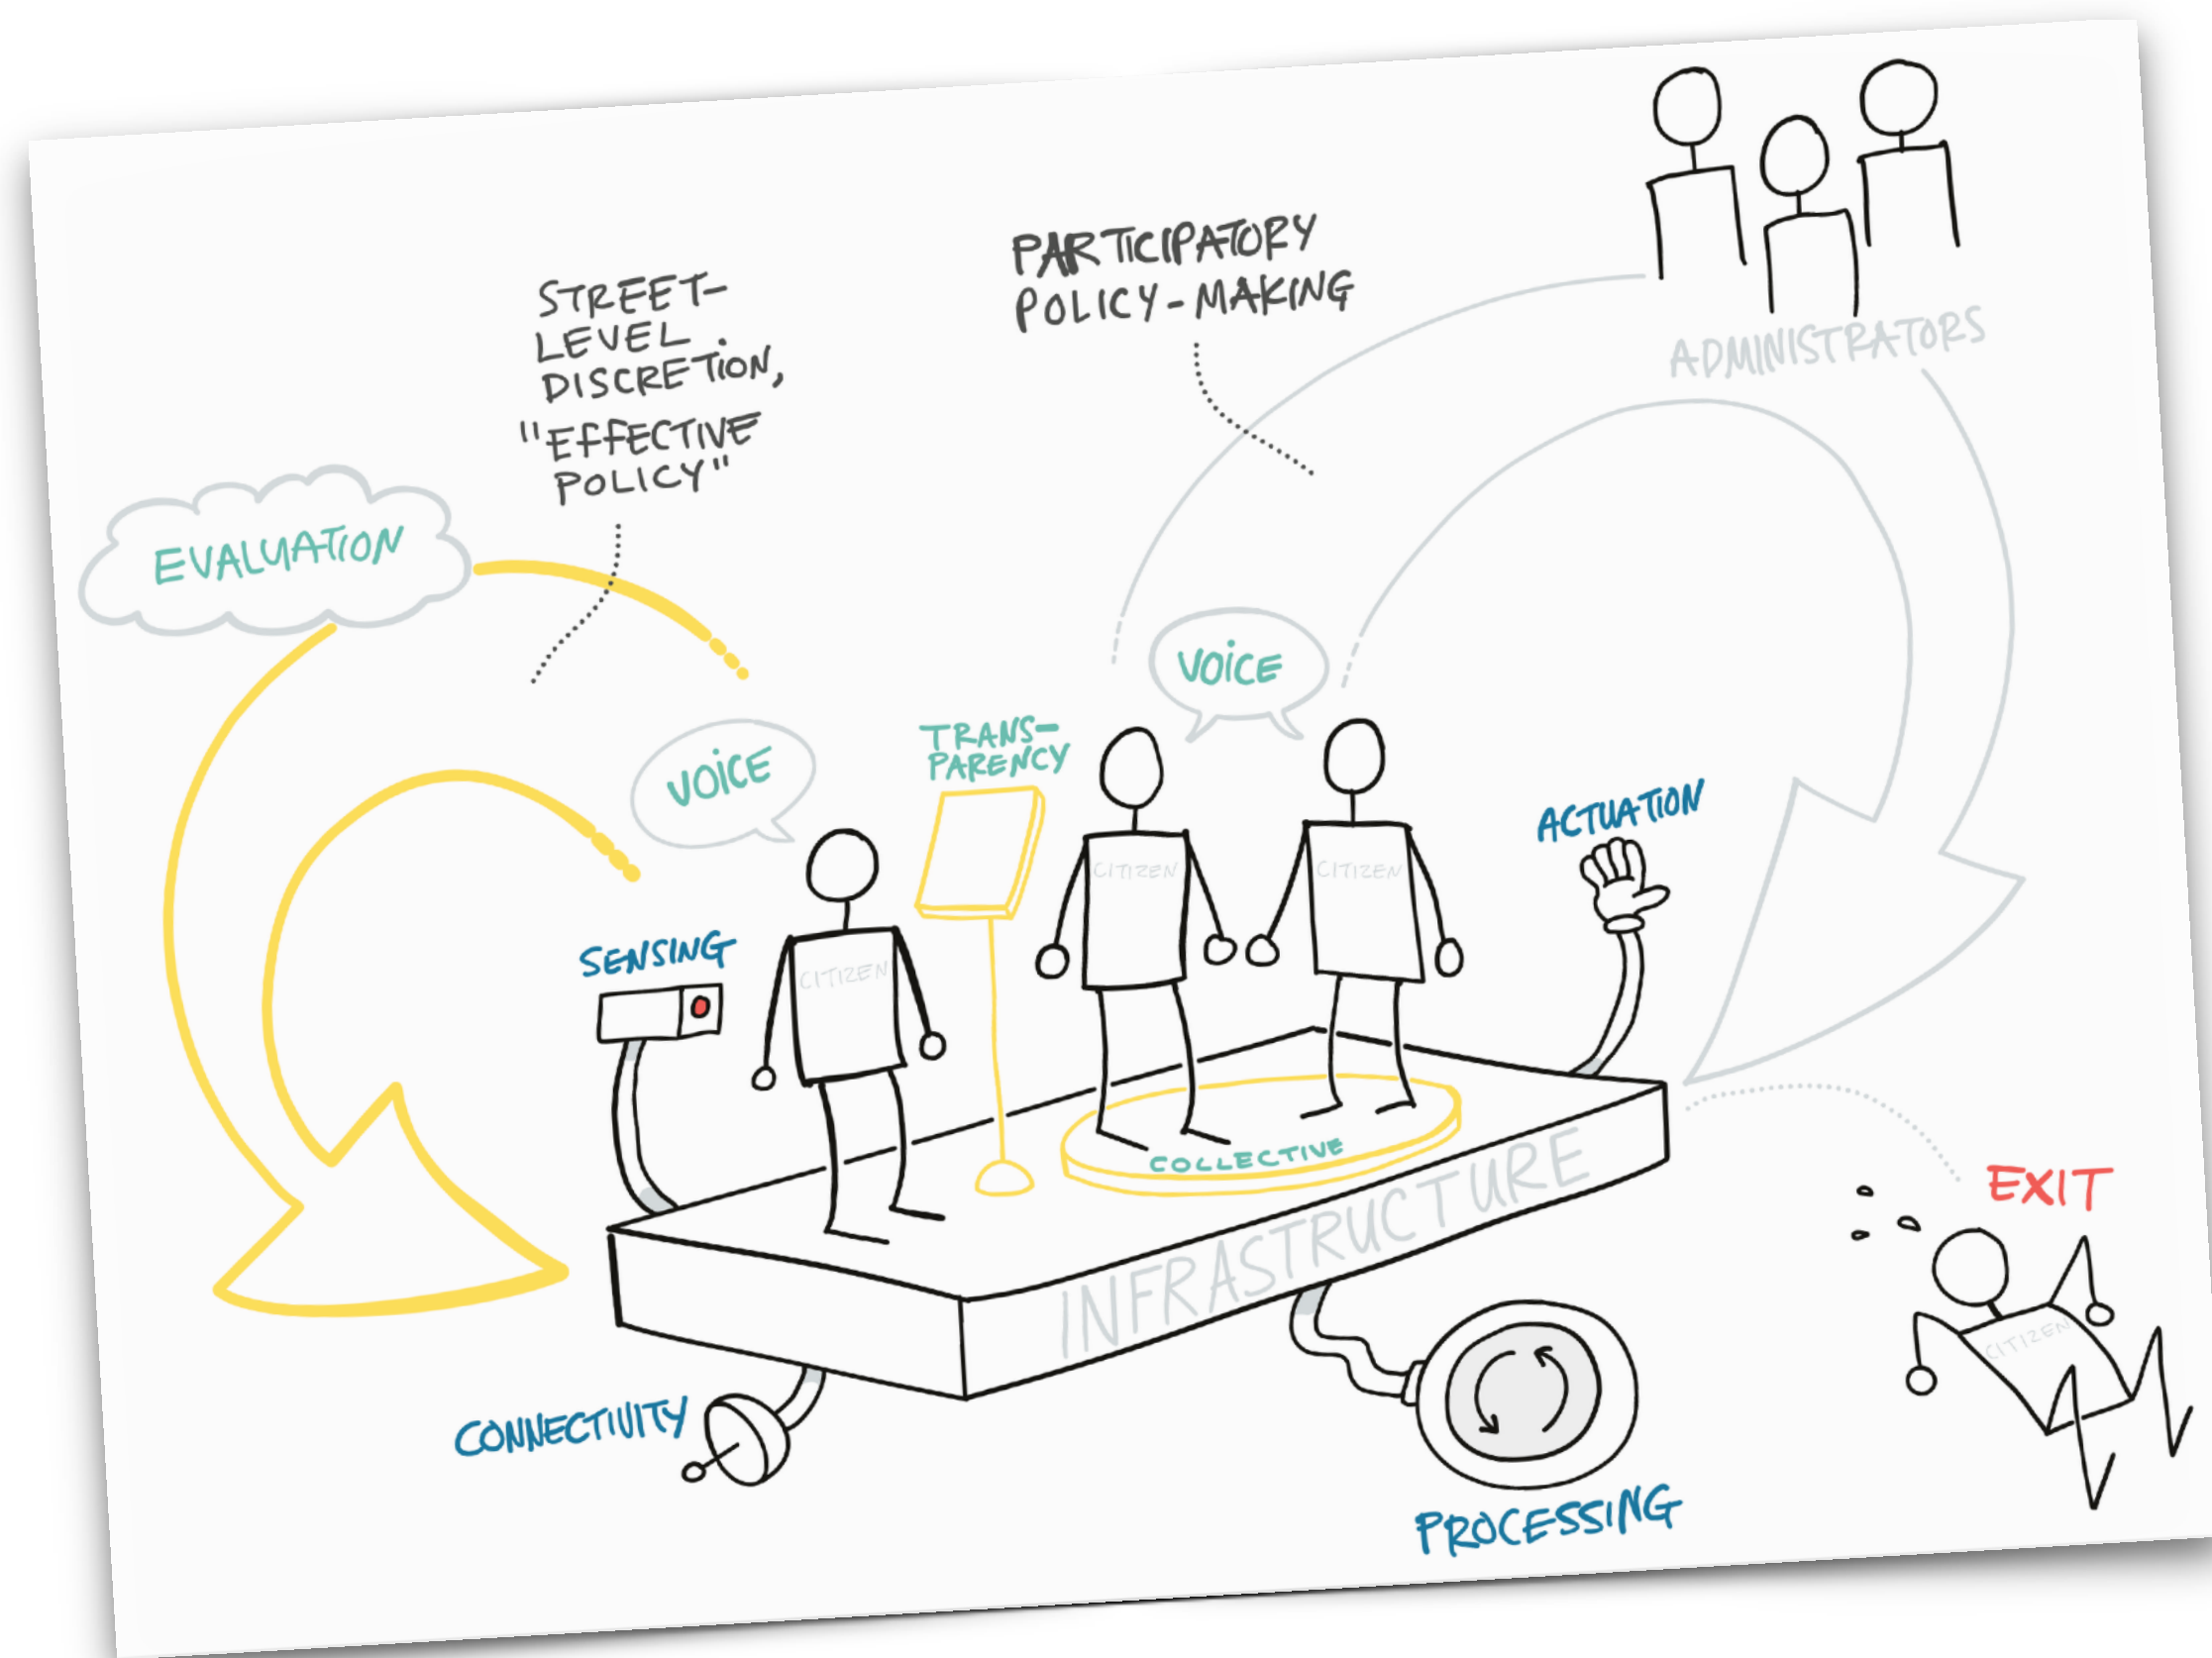 PARTICIPATORY
POLICY-MAKING
STREET-
LEVEL
DISCRETION,
"EFFECTIVE
POLICY"
ADMINISTRATORS
EVALUATION
VOICE
VOICE
TRANS-
PARENCY
ACTUATION
CITIZEN
CITIZEN
CITIZEN
SENSING
COLLECTIVE
INFRASTRUCTURE
EXIT
CITIZEN
CONNECTIVITY
PROCESSING